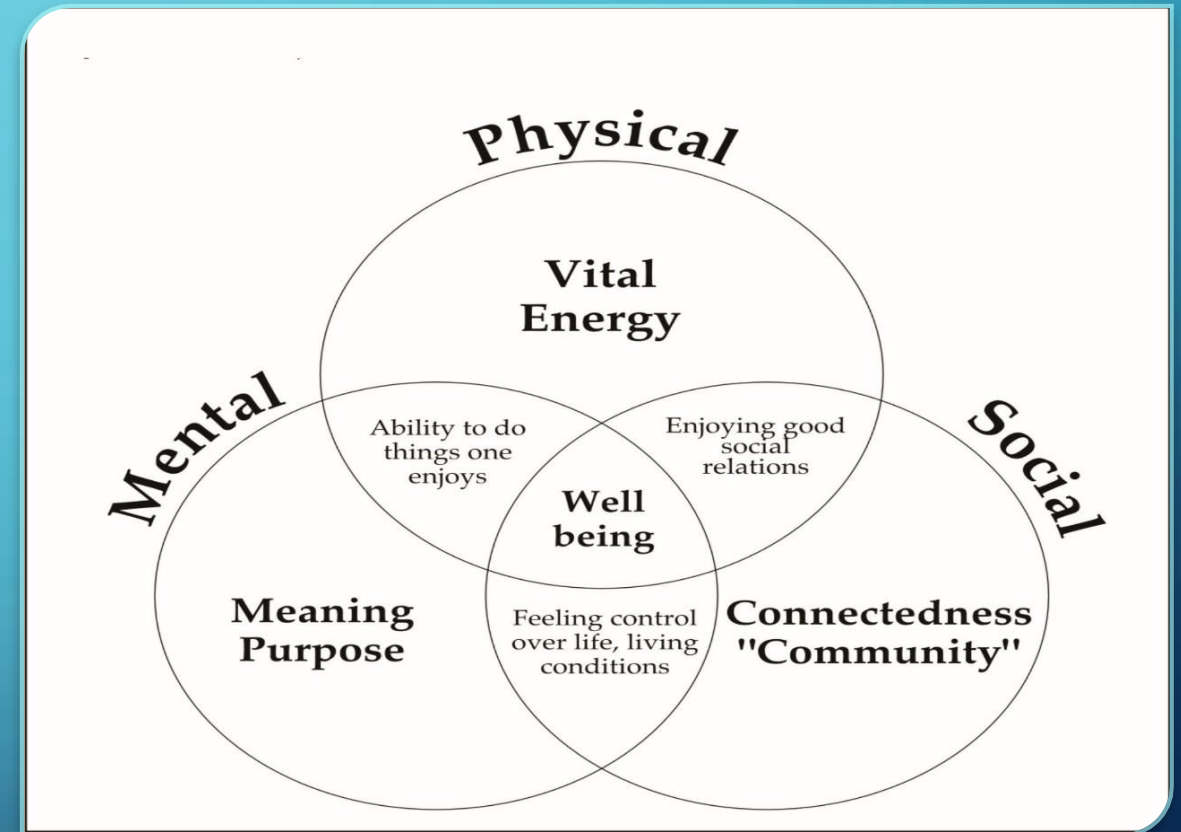 Physical
Vital
Energy
Mental
Social
Ability to do
things one
enjoys
Enjoying good
social
relations
Well
being
Meaning
Purpose
Feeling control
over life, living
conditions
Connectedness
"Community"